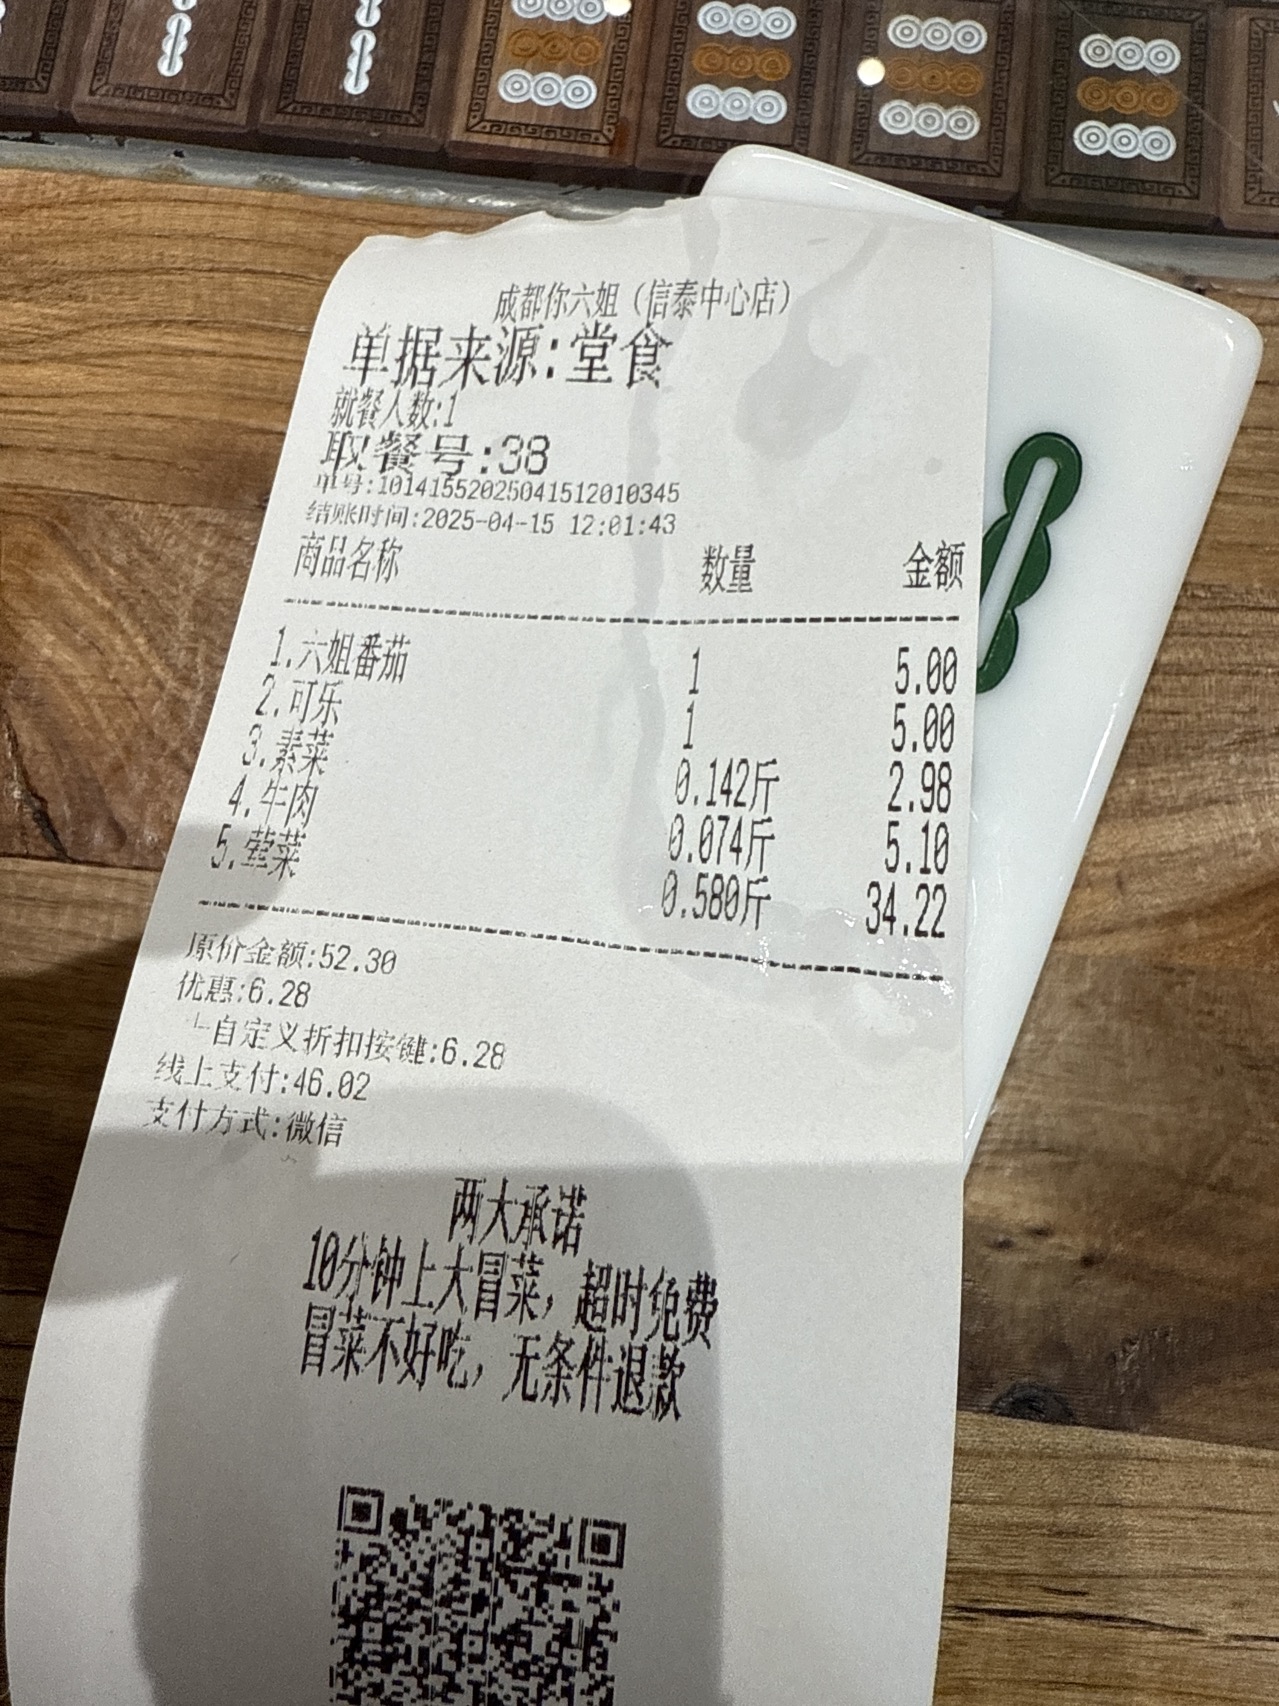 成都你六姐（信泰中心店）
单据来源:堂食
就餐人数:1
取餐号:38
单号:10141552025041512010345
结账时间:2025-04-15 12:01:43
商品名称 数量 金额
1.六姐番茄 1 5.00
2.可乐 1 5.00
3.素菜 0.142斤 2.98
4.牛肉 0.074斤 5.10
5.荤菜 0.580斤 34.22
原价金额:52.30
优惠:6.28
└自定义折扣按键:6.28
线上支付:46.02
支付方式:微信
两大承诺
10分钟上大冒菜，超时免费
冒菜不好吃，无条件退款